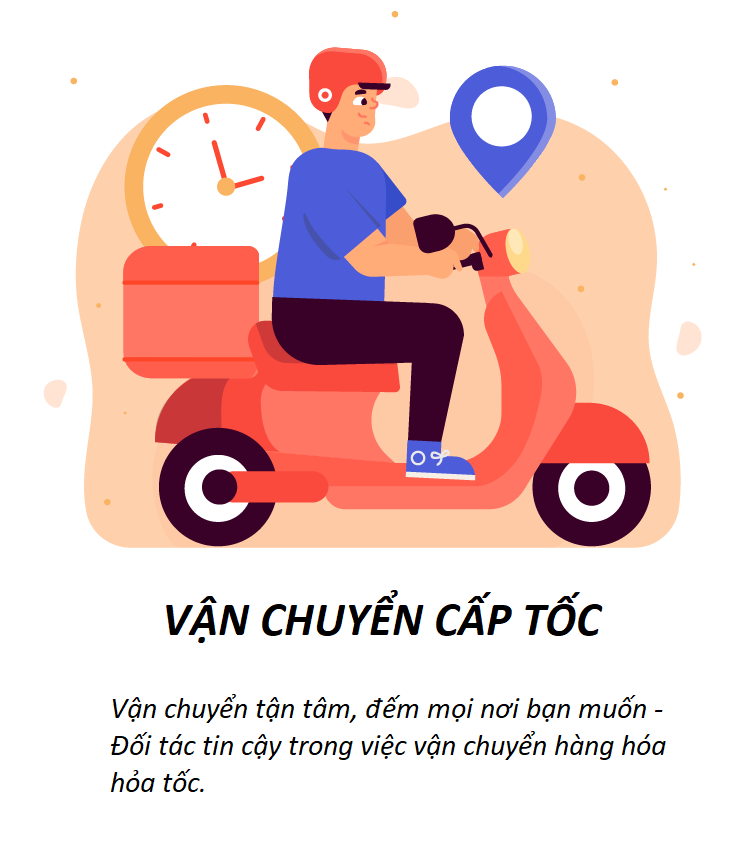 VẬN CHUYỂN CẤP TỐC
Vận chuyển tận tâm, đếm mọi nơi bạn muốn -
Đối tác tin cậy trong việc vận chuyển hàng hóa
hỏa tốc.